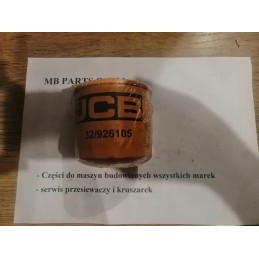 MB PARTS
JCB
32/926105
- Części do maszyn budowlanych wszystkich marek
- serwis przesiewaczy i kruszarek